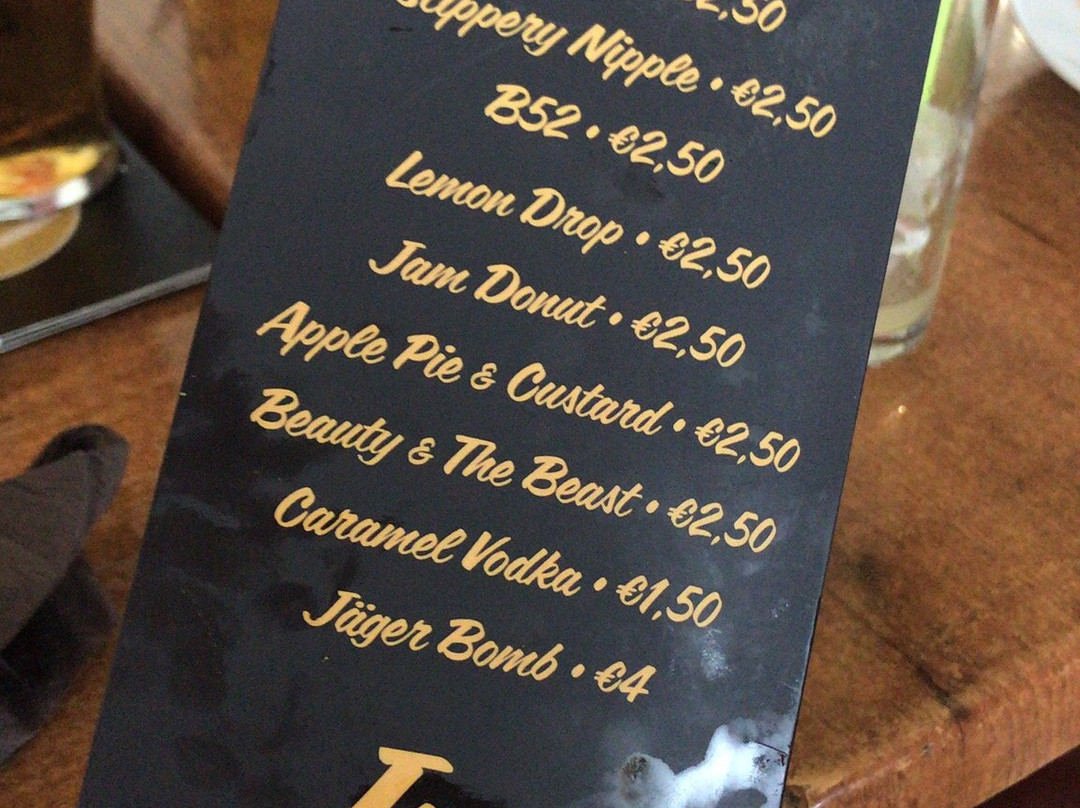 Slippery Nipple • €2,50
B52 • €2,50
Lemon Drop • €2,50
Jam Donut • €2,50
Apple Pie & Custard • €2,50
Beauty & The Beast • €2,50
Caramel Vodka • €1,50
Jäger Bomb • €4